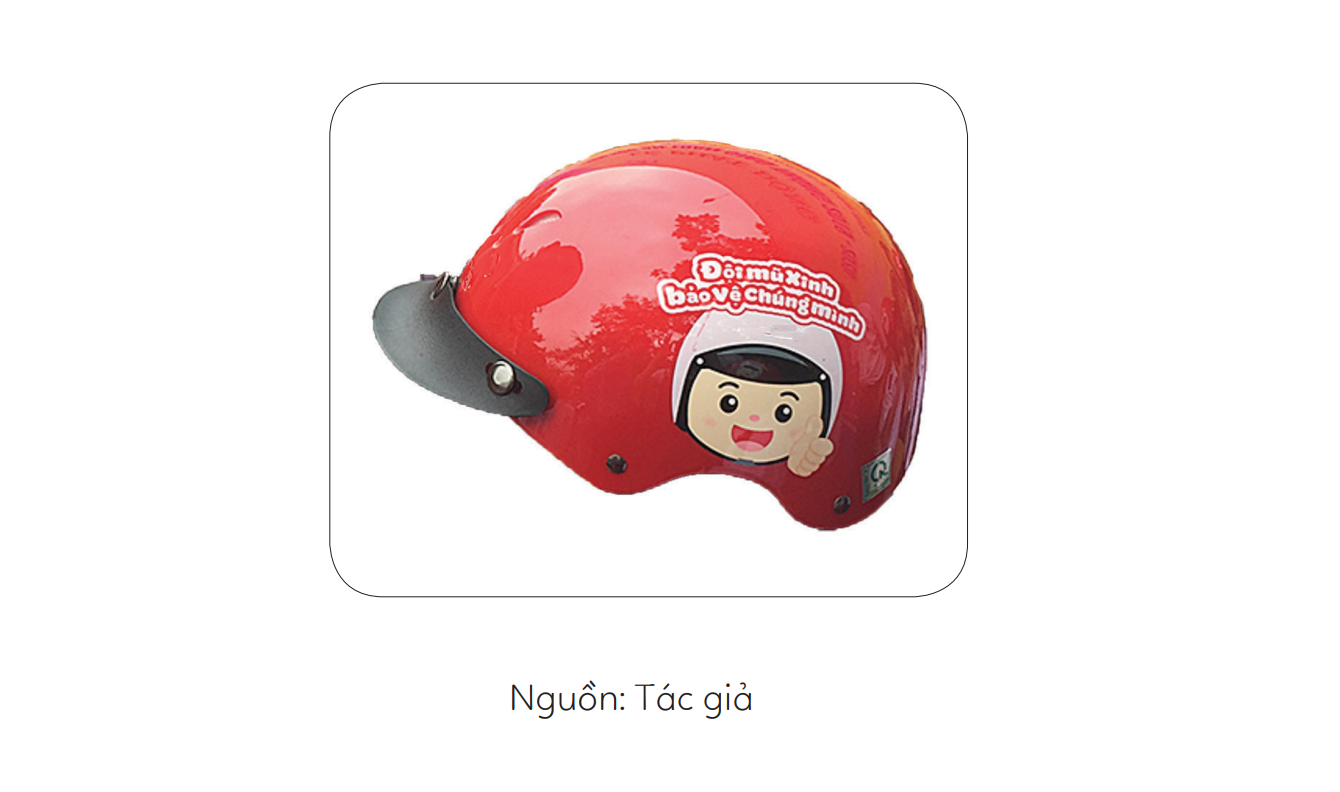 Đội mũ xinh
bảo vệ chúng mình
Nguồn: Tác giả